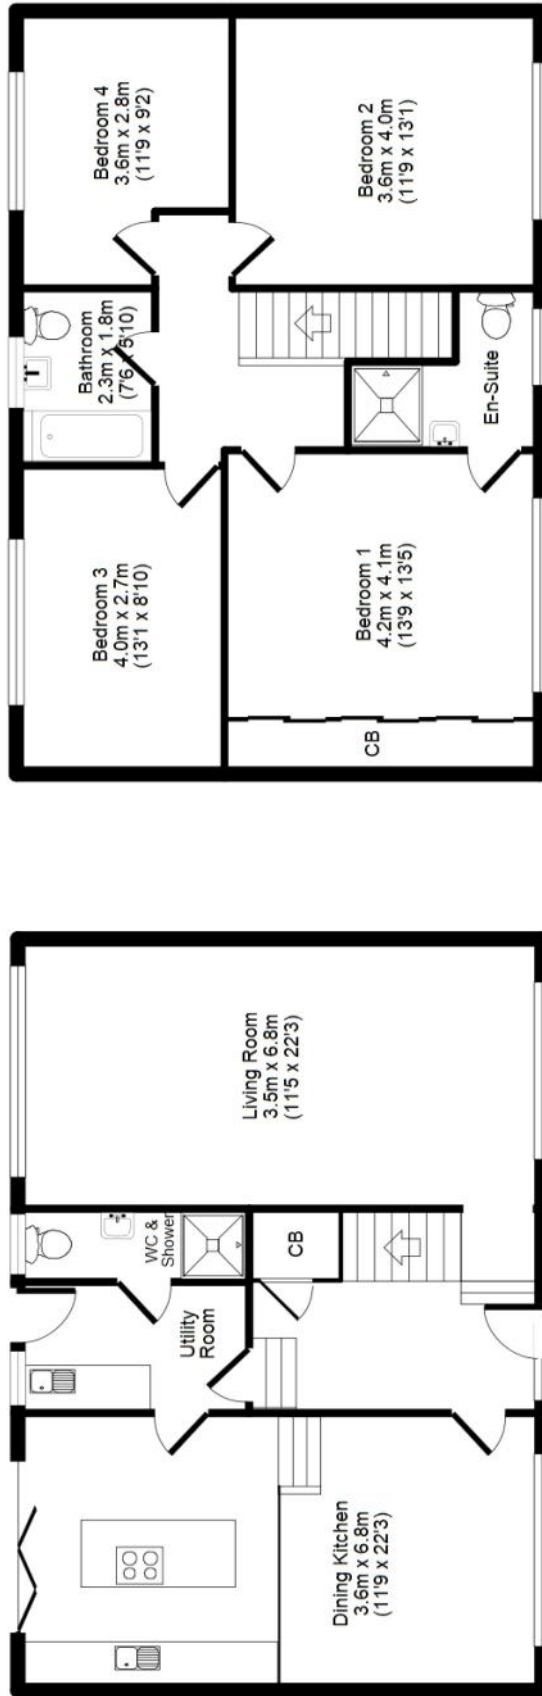 Bedroom 4
3.6m x 2.8m
(11'9 x 9'2)
Bedroom 2
3.6m x 4.0m
(11'9 x 13'1)
Bathroom
2.3m x 1.8m
(7'6 x 5'10)
En-Suite
Bedroom 3
4.0m x 2.7m
(13'1 x 8'10)
Bedroom 1
4.2m x 4.1m
(13'9 x 13'5)
CB
Living Room
3.5m x 6.8m
(11'5 x 22'3)
WC &
Shower
CB
Utility
Room
Dining Kitchen
3.6m x 6.8m
(11'9 x 22'3)